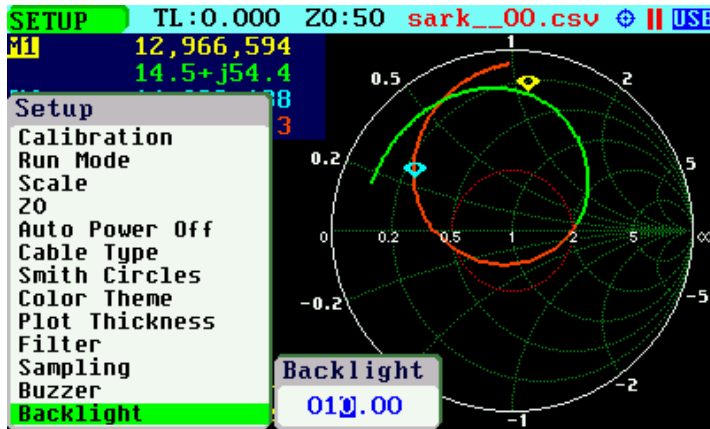 SETUP TL:0.000 Z0:50 sark__00.csv USB
M1 12,966,594
14.5+j54.4
8
3
Setup
Calibration
Run Mode
Scale
Z0
Auto Power Off
Cable Type
Smith Circles
Color Theme
Plot Thickness
Filter
Sampling
Buzzer
Backlight
Backlight
010.00
1
0.5
2
0.2
5
0 0.2 0.5 1 2 5 ∞
-0.2
-5
-2
-1